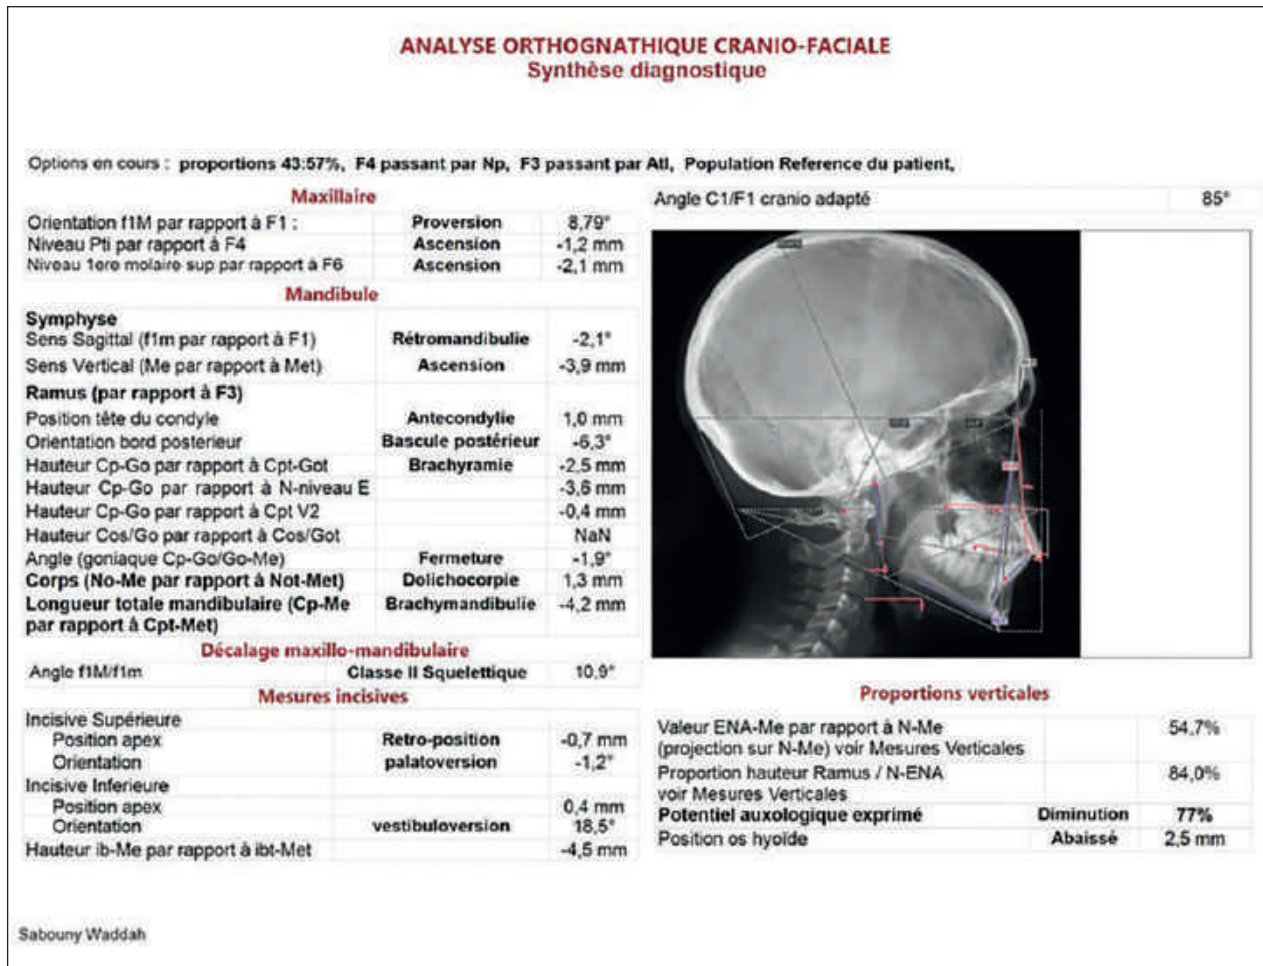 ANALYSE ORTHOGNATHIQUE CRANIO-FACIALE
Synthèse diagnostique
Options en cours : proportions 43:57%, F4 passant par Np, F3 passant par Atl, Population Reference du patient,
Maxillaire
Orientation f1M par rapport à F1 : Proversion 8,79°
Niveau Pti par rapport à F4 Ascension -1,2 mm
Niveau 1ere molaire sup par rapport à F6 Ascension -2,1 mm
Mandibule
Symphyse
Sens Sagittal (f1m par rapport à F1) Rétromandibulie -2,1°
Sens Vertical (Me par rapport à Met) Ascension -3,9 mm
Ramus (par rapport à F3)
Position tête du condyle Antecondylie 1,0 mm
Orientation bord posterieur Bascule postérieur -6,3°
Hauteur Cp-Go par rapport à Cpt-Got Brachyramie -2,5 mm
Hauteur Cp-Go par rapport à N-niveau E -3,6 mm
Hauteur Cp-Go par rapport à Cpt V2 -0,4 mm
Hauteur Cos/Go par rapport à Cos/Got NaN
Angle (goniaque Cp-Go/Go-Me) Fermeture -1,9°
Corps (No-Me par rapport à Not-Met) Dolichocorpie 1,3 mm
Longueur totale mandibulaire (Cp-Me Brachymandibulie -4,2 mm
par rapport à Cpt-Met)
Décalage maxillo-mandibulaire
Angle f1M/f1m Classe II Squelettique 10,9°
Mesures incisives
Incisive Supérieure
Position apex Retro-position -0,7 mm
Orientation palatoversion -1,2°
Incisive Inferieure
Position apex 0,4 mm
Orientation vestibuloversion 18,5°
Hauteur ib-Me par rapport à ibt-Met -4,5 mm
Angle C1/F1 cranio adapté 85°
Proportions verticales
Valeur ENA-Me par rapport à N-Me 54,7%
(projection sur N-Me) voir Mesures Verticales
Proportion hauteur Ramus / N-ENA 84,0%
voir Mesures Verticales
Potentiel auxologique exprimé Diminution 77%
Position os hyoïde Abaissé 2,5 mm
Sabouny Waddah